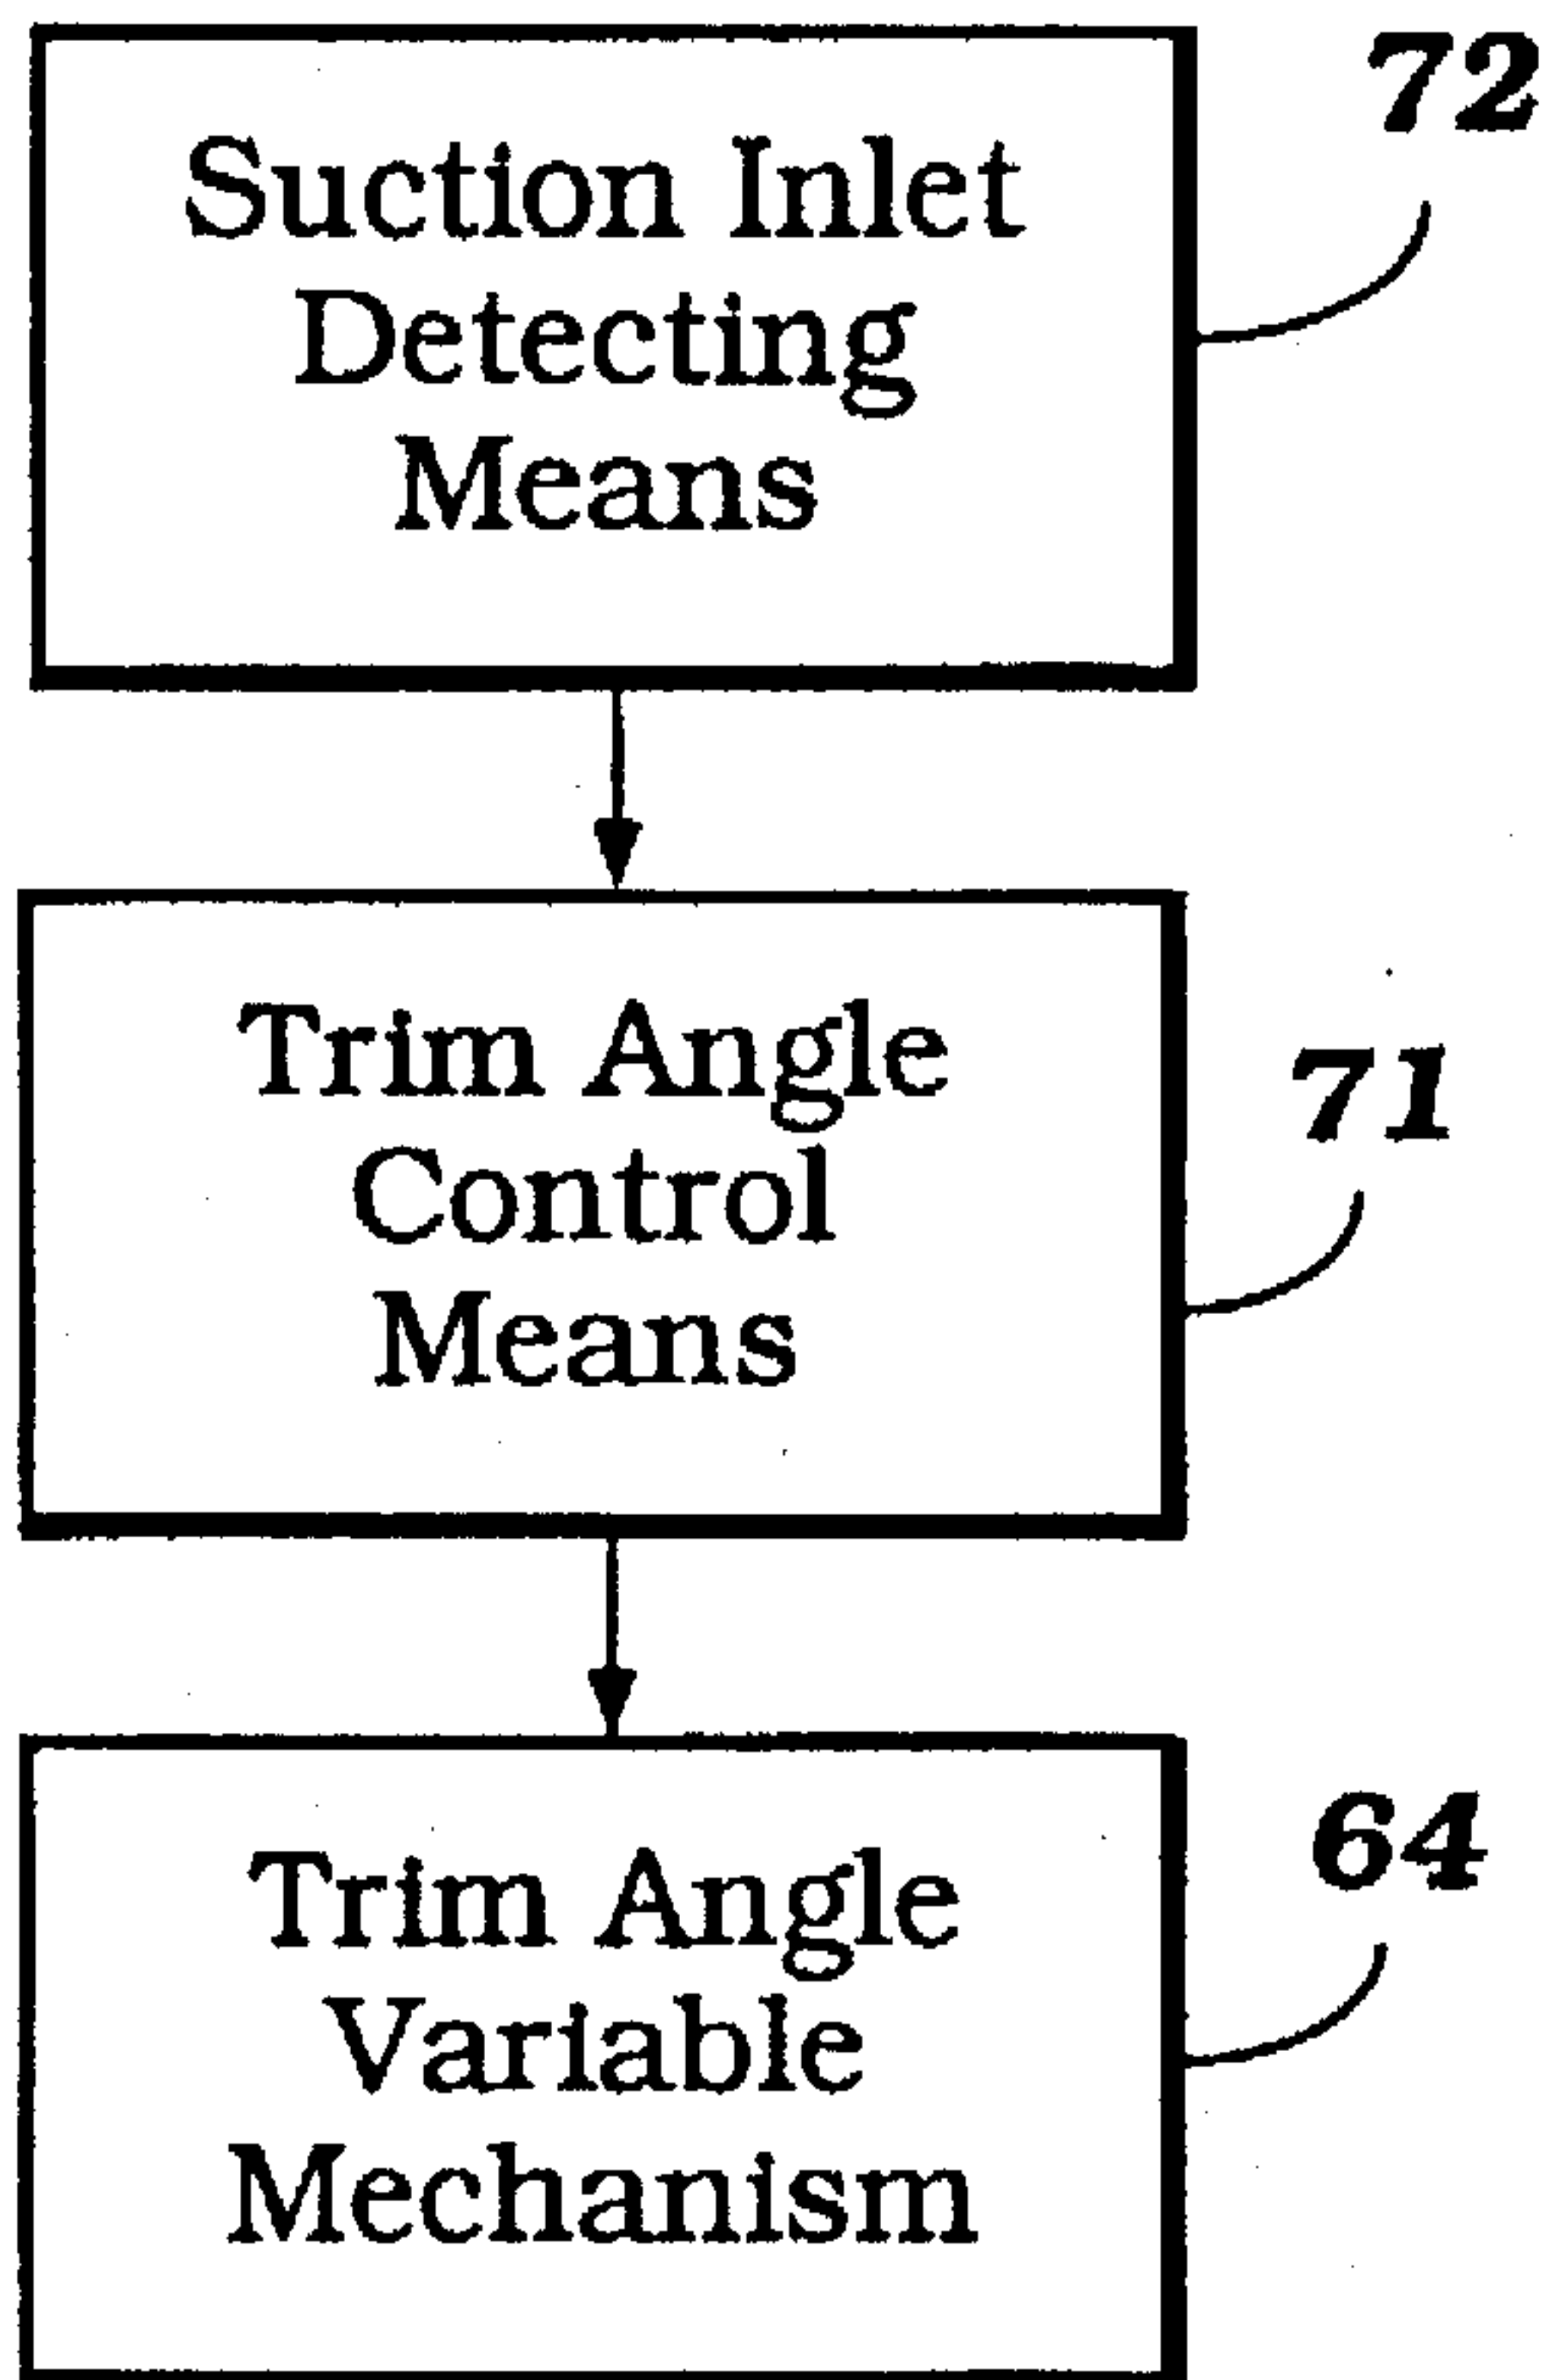 72
Suction Inlet
Detecting
Means
71
Trim Angle
Control
Means
64
Trim Angle
Variable
Mechanism